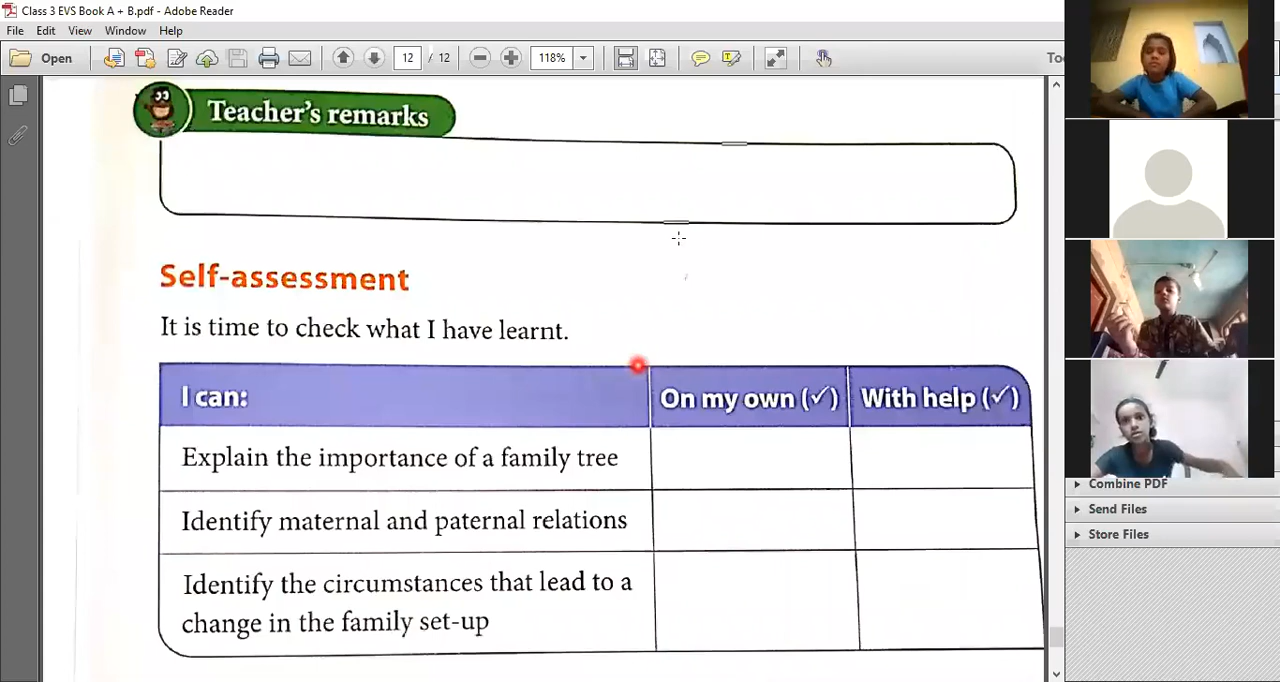 Class 3 EVS Book A + B.pdf - Adobe Reader
File Edit View Window Help
Open 12 / 12 118%
Teacher's remarks
Self-assessment
It is time to check what I have learnt.
I can: On my own (✓) With help (✓)
Explain the importance of a family tree
Identify maternal and paternal relations
Identify the circumstances that lead to a
change in the family set-up
Combine PDF
Send Files
Store Files